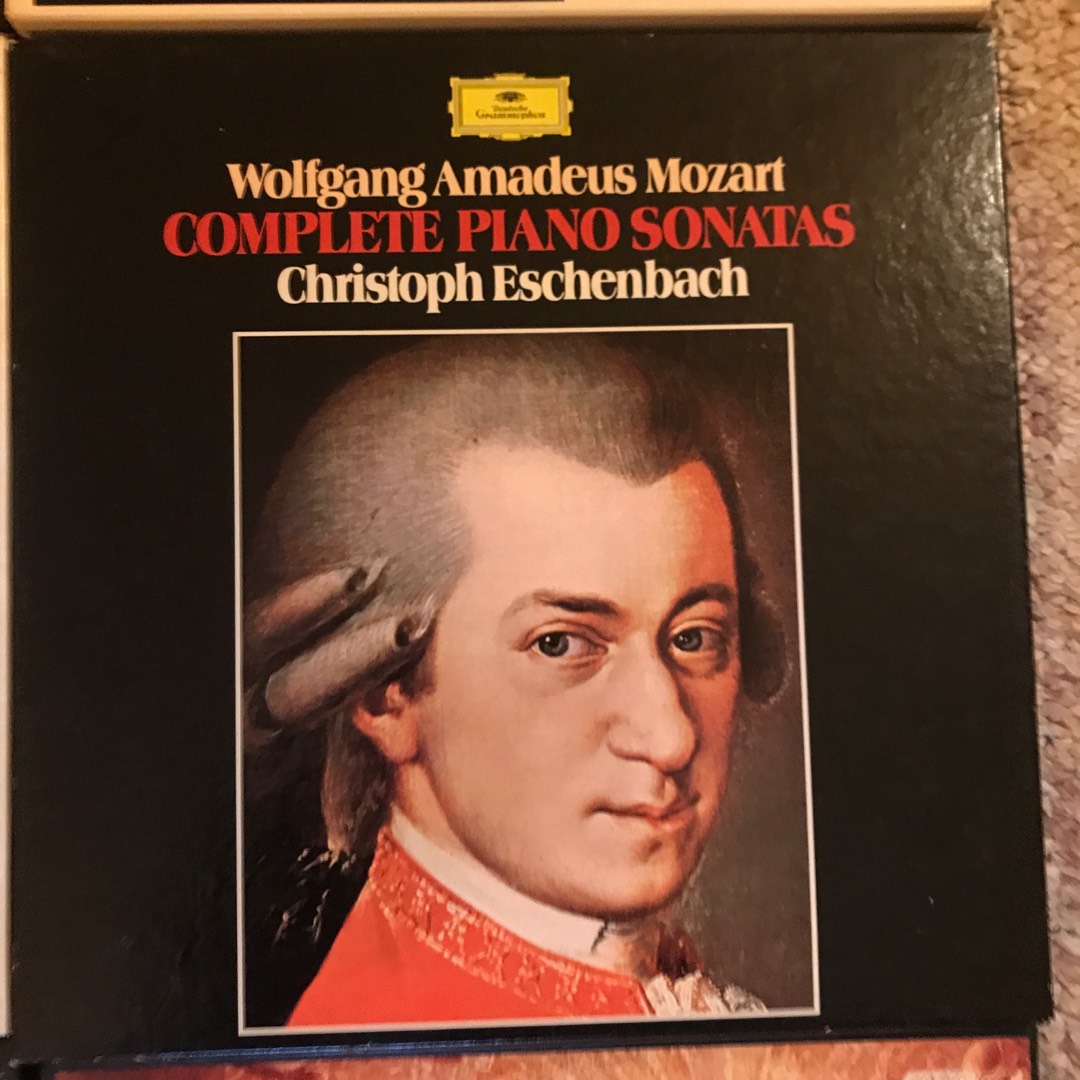 Deutsche
Grammophon
Wolfgang Amadeus Mozart
COMPLETE PIANO SONATAS
Christoph Eschenbach